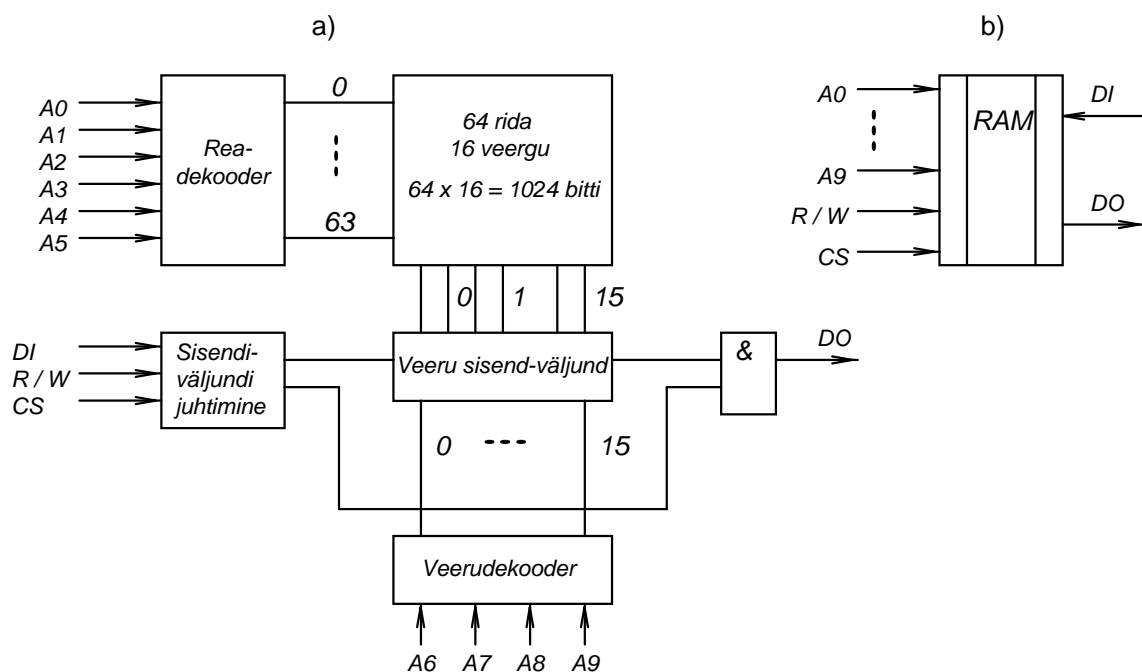 a)
b)
A0
A1
A2
A3
A4
A5
Rea-
dekooder
0
63
64 rida
16 veergu
64 x 16 = 1024 bitti
0
1
15
DI
R / W
CS
Sisendi-
väljundi
juhtimine
Veeru sisend-väljund
&
DO
0
15
Veerudekooder
A6
A7
A8
A9
A0
A9
R / W
CS
RAM
DI
DO